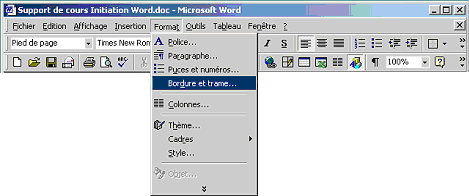 Support de cours Initiation Word.doc - Microsoft Word
Fichier Edition Affichage Insertion Format Outils Tableau Fenêtre ?
Pied de page Times New Rom I S
100%
Police...
Paragraphe...
Puces et numéros...
Bordure et trame...
Colonnes...
Thème...
Cadres
Style...
Objet...